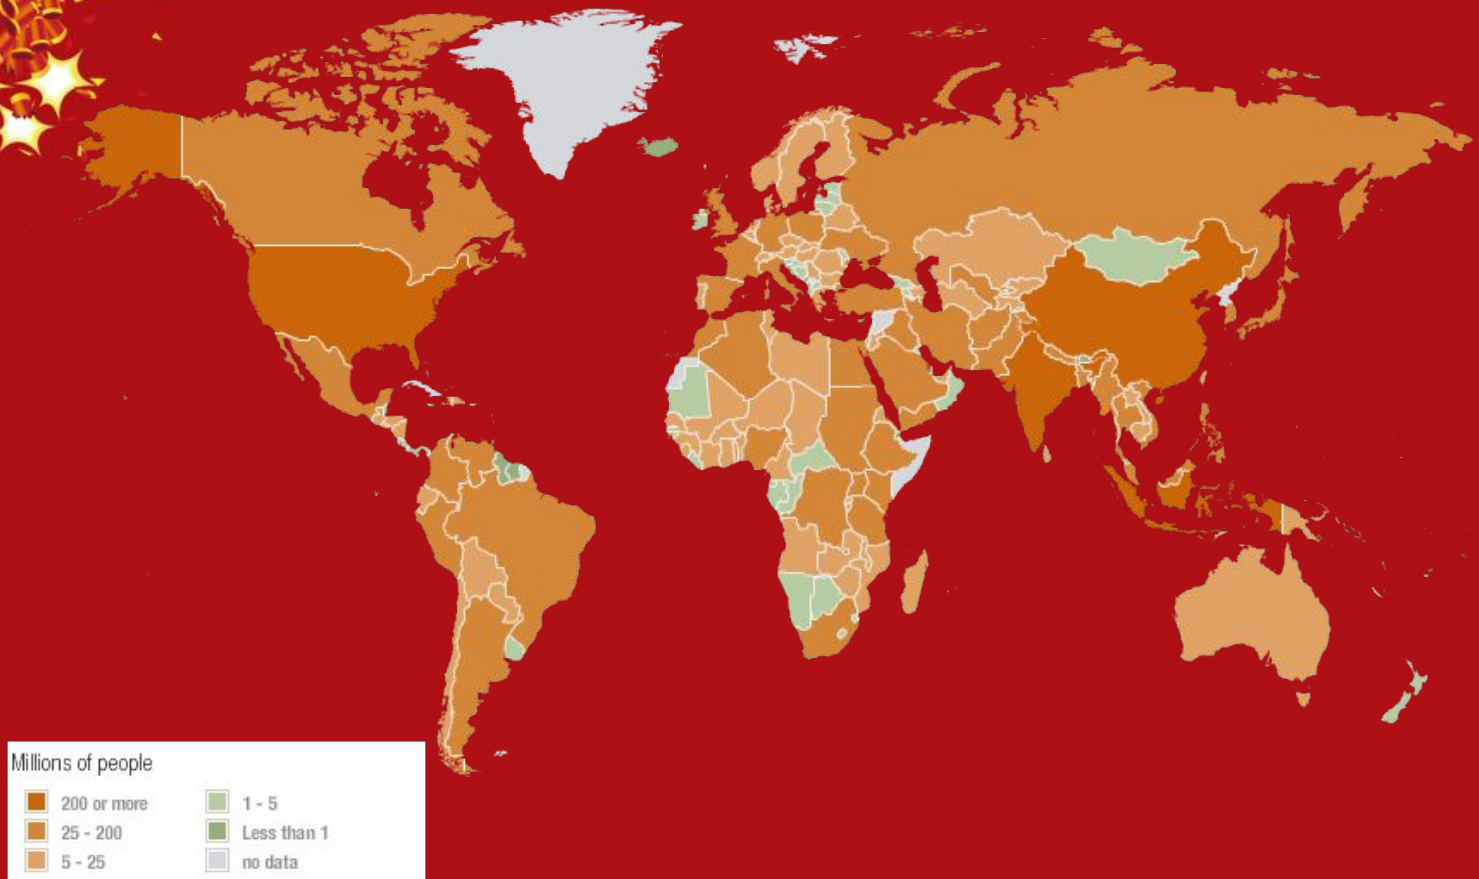 Millions of people
200 or more
25 - 200
5 - 25
1 - 5
Less than 1
no data